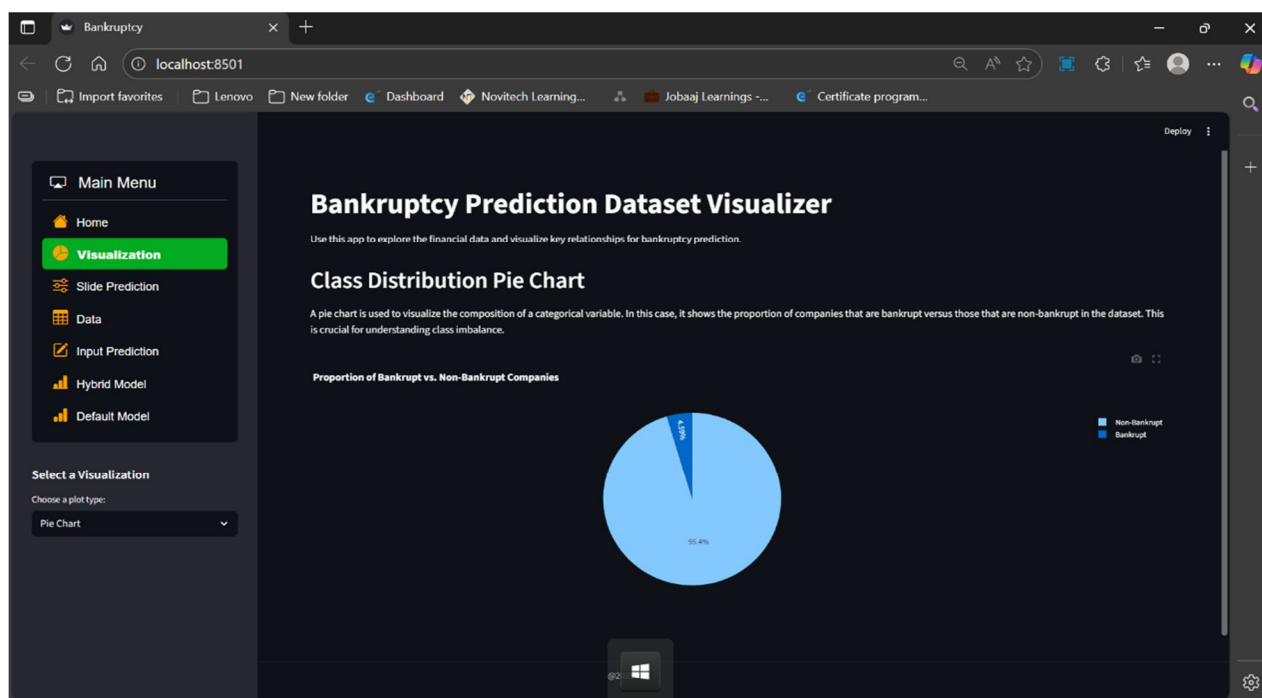 Bankruptcy
localhost:8501
Import favorites
Lenovo
New folder
Dashboard
Novitech Learning...
Jobaaj Learnings -...
Certificate program...
Deploy
Main Menu
Home
Visualization
Slide Prediction
Data
Input Prediction
Hybrid Model
Default Model
Select a Visualization
Choose a plot type:
Pie Chart
Bankruptcy Prediction Dataset Visualizer
Use this app to explore the financial data and visualize key relationships for bankruptcy prediction.
Class Distribution Pie Chart
A pie chart is used to visualize the composition of a categorical variable. In this case, it shows the proportion of companies that are bankrupt versus those that are non-bankrupt in the dataset. This
is crucial for understanding class imbalance.
Proportion of Bankrupt vs. Non-Bankrupt Companies
4.59%
95.4%
Non-Bankrupt
Bankrupt